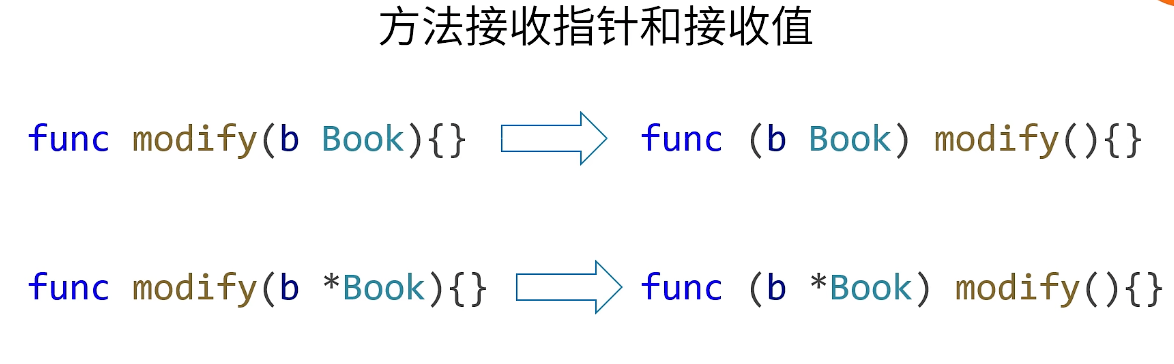 方法接收指针和接收值
func modify(b Book){} func (b Book) modify(){}
func modify(b *Book){} func (b *Book) modify(){}